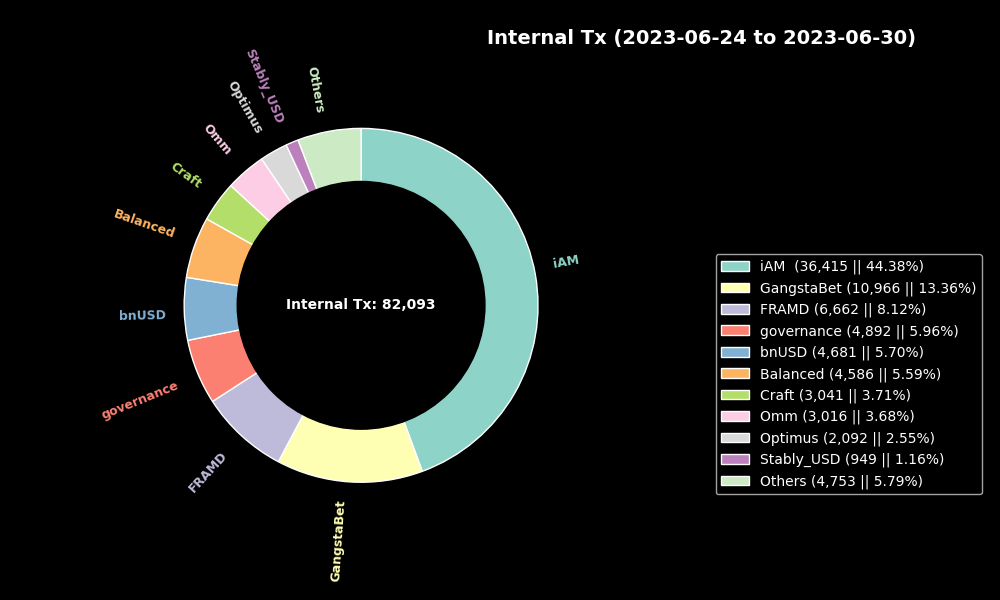 Internal Tx (2023-06-24 to 2023-06-30)
Others
Stably_USD
Optimus
Omm
Craft
Balanced
bnUSD
governance
FRAMD
GangstaBet
iAM
Internal Tx: 82,093
iAM  (36,415 || 44.38%)
GangstaBet (10,966 || 13.36%)
FRAMD (6,662 || 8.12%)
governance (4,892 || 5.96%)
bnUSD (4,681 || 5.70%)
Balanced (4,586 || 5.59%)
Craft (3,041 || 3.71%)
Omm (3,016 || 3.68%)
Optimus (2,092 || 2.55%)
Stably_USD (949 || 1.16%)
Others (4,753 || 5.79%)